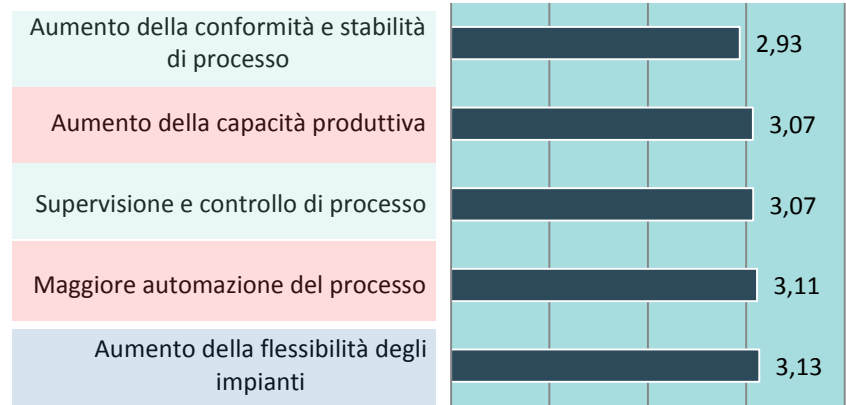 Aumento della conformità e stabilità
di processo
2,93
Aumento della capacità produttiva
3,07
Supervisione e controllo di processo
3,07
Maggiore automazione del processo
3,11
Aumento della flessibilità degli
impianti
3,13